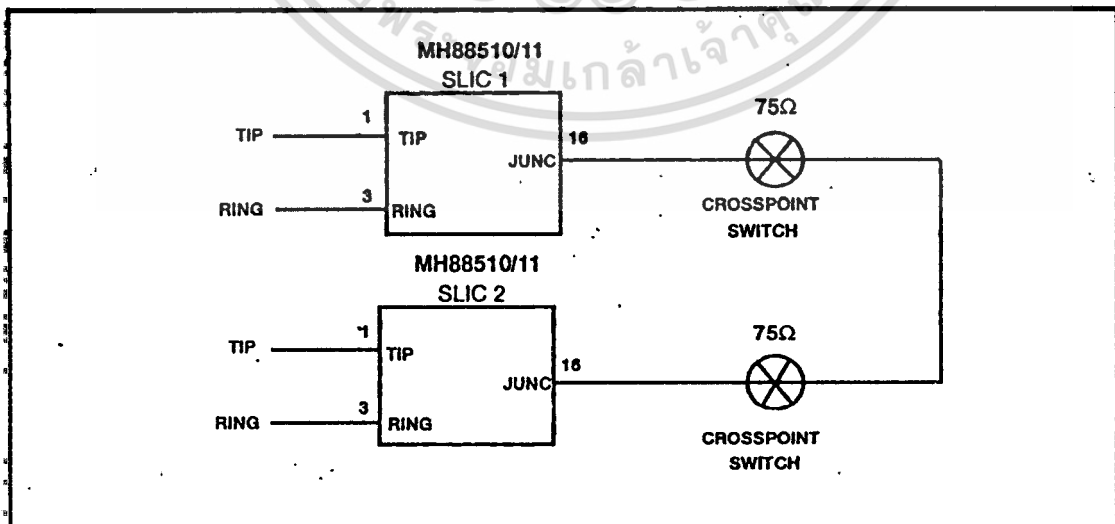 MH88510/11
SLIC 1
TIP
1
TIP
16
JUNC
75Ω
RING
3
RING
CROSSPOINT
SWITCH
MH88510/11
SLIC 2
TIP
1
TIP
16
JUNC
75Ω
RING
3
RING
CROSSPOINT
SWITCH